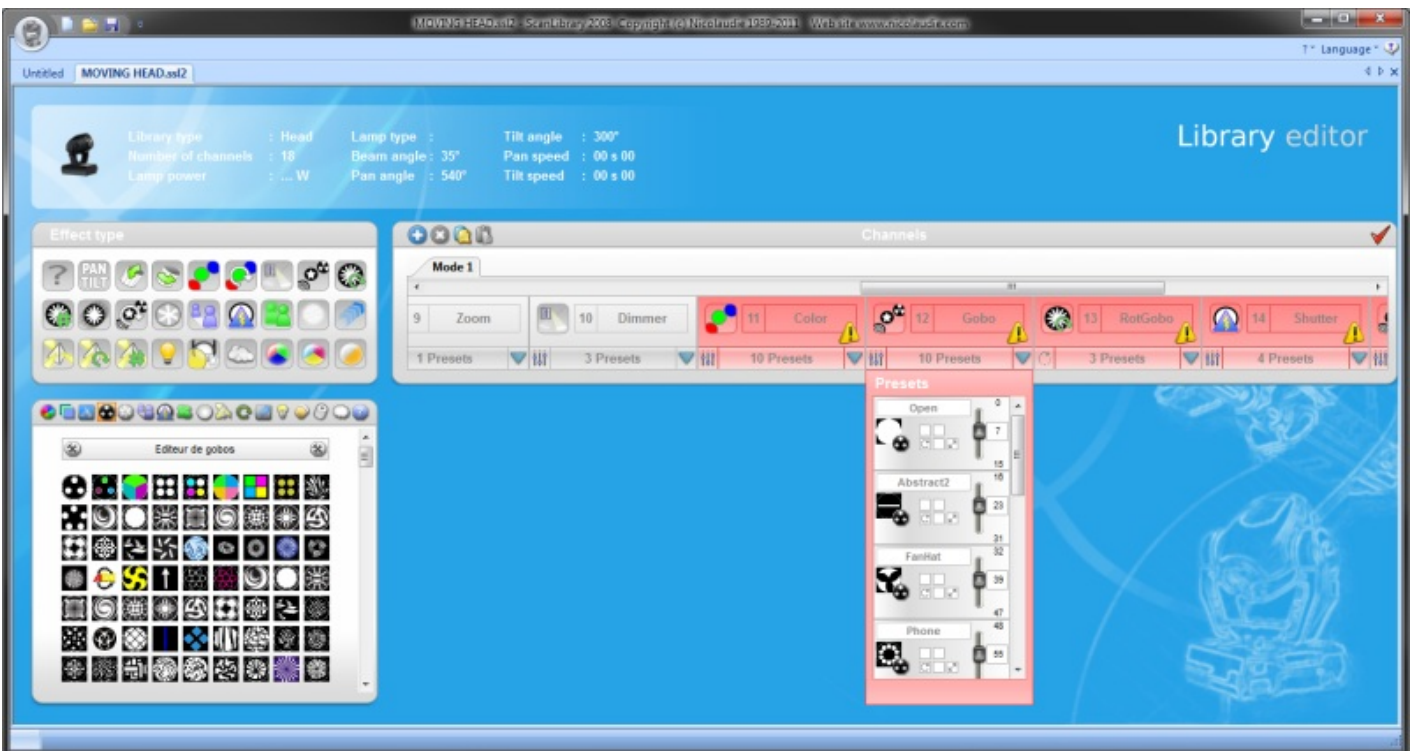 MOVING HEAD.ssl2 - ScanLibrary 2008 Copyright (c) Nicolaudie 1989-2011 Web site www.nicolaudie.com
? Language
Untitled MOVING HEAD.ssl2
Library editor
Library type : Head Lamp type : Tilt angle : 300°
Number of channels : 18 Beam angle : 35° Pan speed : 00 s 00
Lamp power : ... W Pan angle : 540° Tilt speed : 00 s 00
Effect type
Channels
? PAN TILT
Mode 1
9 Zoom 10 Dimmer 11 Color 12 Gobo 13 RotGobo 14 Shutter
1 Presets 3 Presets 10 Presets 10 Presets 3 Presets 4 Presets
Editeur de gobos
Presets
Open 0
7
15
Abstract2 16
23
31
FanHat 32
39
47
Phone 48
55